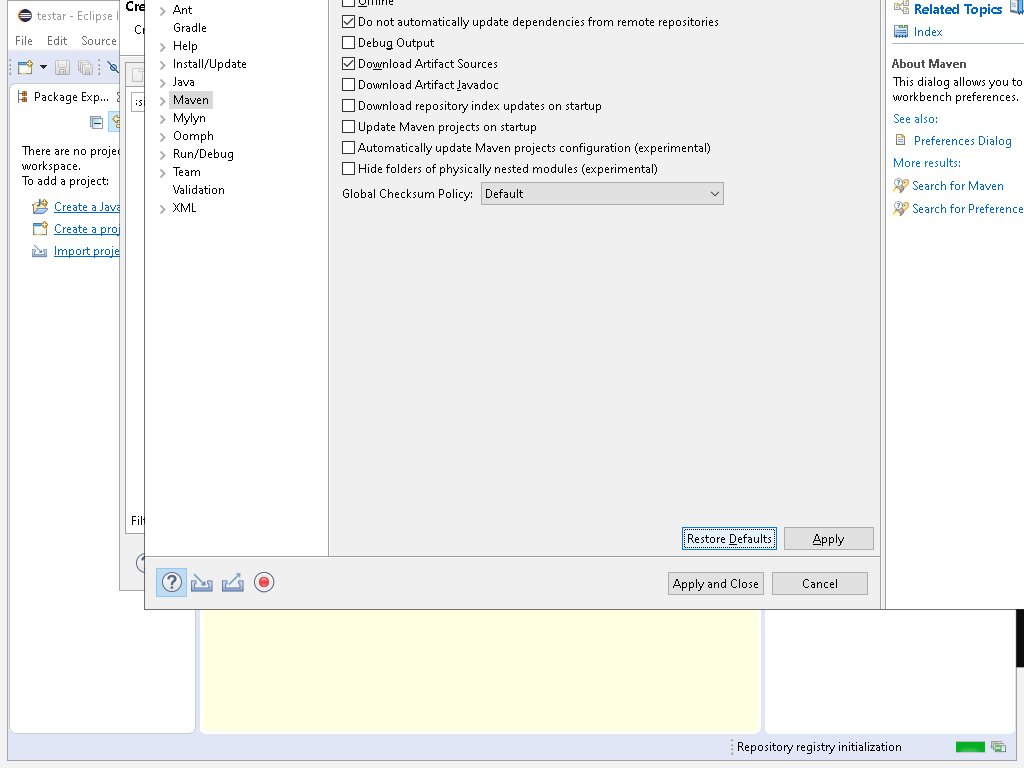 testar - Eclipse I
File
Edit
Source
Package Exp...
There are no proje
workspace.
To add a project:
Create a Java
Create a proj
Import proje
Cre
Cr
Filt
Ant
Gradle
Help
Install/Update
Java
Maven
Mylyn
Oomph
Run/Debug
Team
Validation
XML
Offline
Do not automatically update dependencies from remote repositories
Debug Output
Download Artifact Sources
Download Artifact Javadoc
Download repository index updates on startup
Update Maven projects on startup
Automatically update Maven projects configuration (experimental)
Hide folders of physically nested modules (experimental)
Global Checksum Policy: Default
Restore Defaults
Apply
Apply and Close
Cancel
Related Topics
Index
About Maven
This dialog allows you to
workbench preferences.
See also:
Preferences Dialog
More results:
Search for Maven
Search for Preference
Repository registry initialization